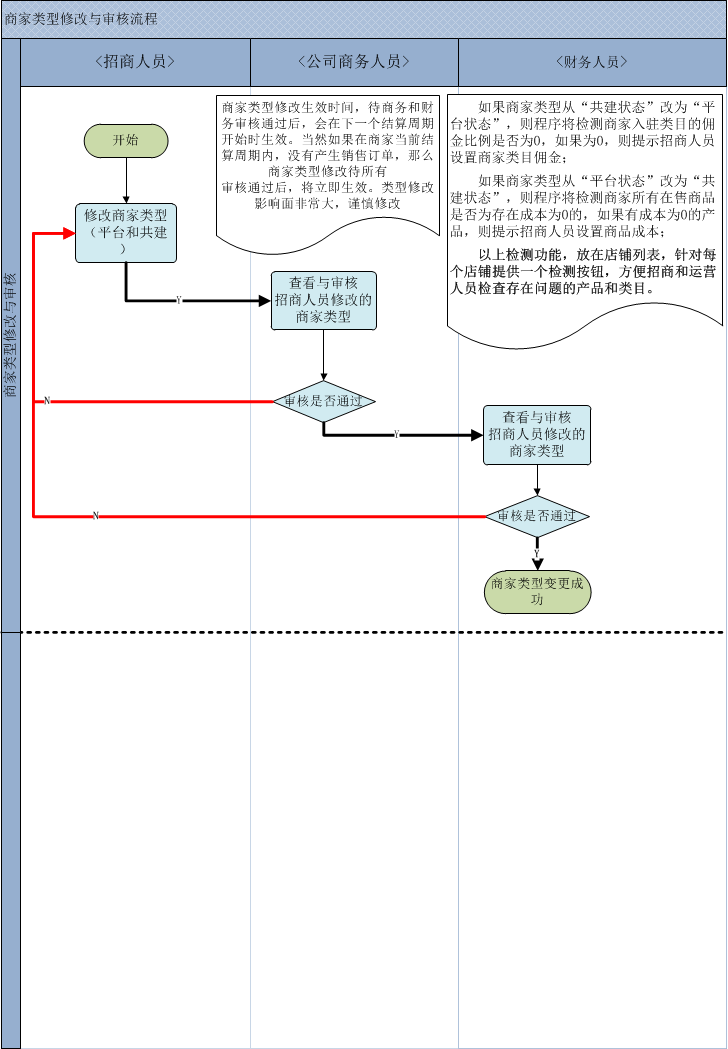 商家类型修改与审核流程
<招商人员>
<公司商务人员>
<财务人员>
商家类型修改与审核
开始
修改商家类型
（平台和共建
）
Y
商家类型修改生效时间，待商务和财
务审核通过后，会在下一个结算周期
开始时生效。当然如果在商家当前结
算周期内，没有产生销售订单，那么
商家类型修改待所有
审核通过后，将立即生效。类型修改
影响面非常大，谨慎修改
如果商家类型从“共建状态”改为“平
台状态”，则程序将检测商家入驻类目的佣
金比例是否为0，如果为0，则提示招商人员
设置商家类目佣金；
如果商家类型从“平台状态”改为“共
建状态”，则程序将检测商家所有在售商品
是否为存在成本为0的，如果有成本为0的产
品，则提示招商人员设置商品成本；
以上检测功能，放在店铺列表，针对每
个店铺提供一个检测按钮，方便招商和运营
人员检查存在问题的产品和类目。
查看与审核
招商人员修改的
商家类型
审核是否通过
N
Y
查看与审核
招商人员修改的
商家类型
审核是否通过
N
Y
商家类型变更成
功